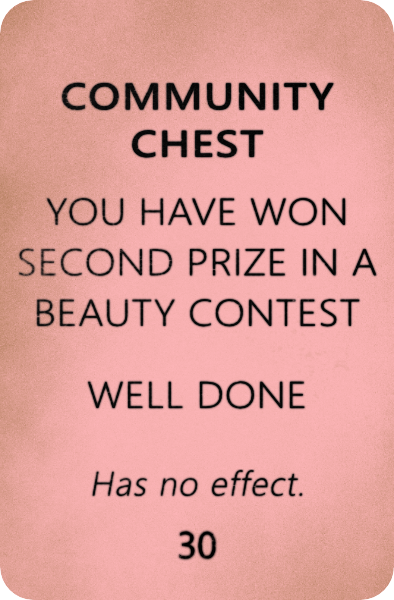 COMMUNITY
CHEST
YOU HAVE WON
SECOND PRIZE IN A
BEAUTY CONTEST
WELL DONE
Has no effect.
30